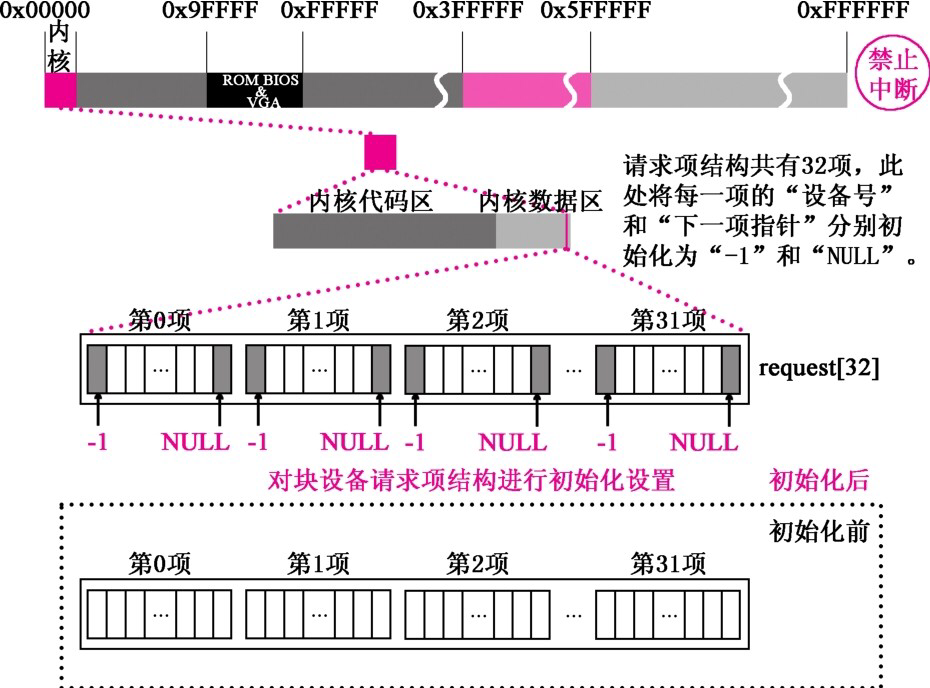 0x00000 0x9FFFF 0xFFFFF 0x3FFFFF 0x5FFFFF 0xFFFFFF
内核
ROM BIOS
&
VGA
禁止
中断
请求项结构共有32项，此
处将每一项的“设备号”
和“下一项指针”分别初
始化为“-1”和“NULL”。
内核代码区 内核数据区
第0项 第1项 第2项 第31项
... ... ... ... ...
request[32]
-1 NULL -1 NULL -1 NULL -1 NULL
对块设备请求项结构进行初始化设置 初始化后
初始化前
第0项 第1项 第2项 第31项
... ... ... ... ...